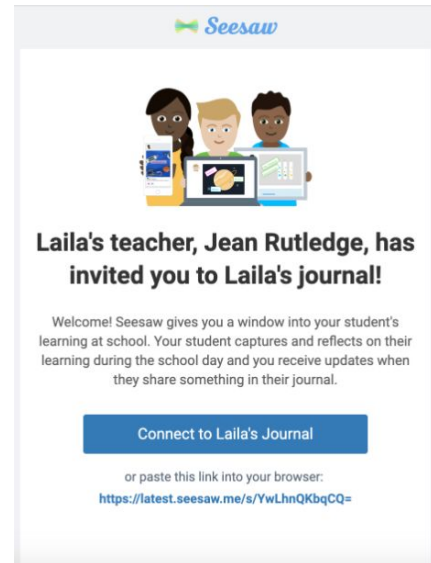 Seesaw
Laila's teacher, Jean Rutledge, has
invited you to Laila's journal!
Welcome! Seesaw gives you a window into your student's
learning at school. Your student captures and reflects on their
learning during the school day and you receive updates when
they share something in their journal.
Connect to Laila's Journal
or paste this link into your browser:
https://latest.seesaw.me/s/YwLhnQKbqCQ=